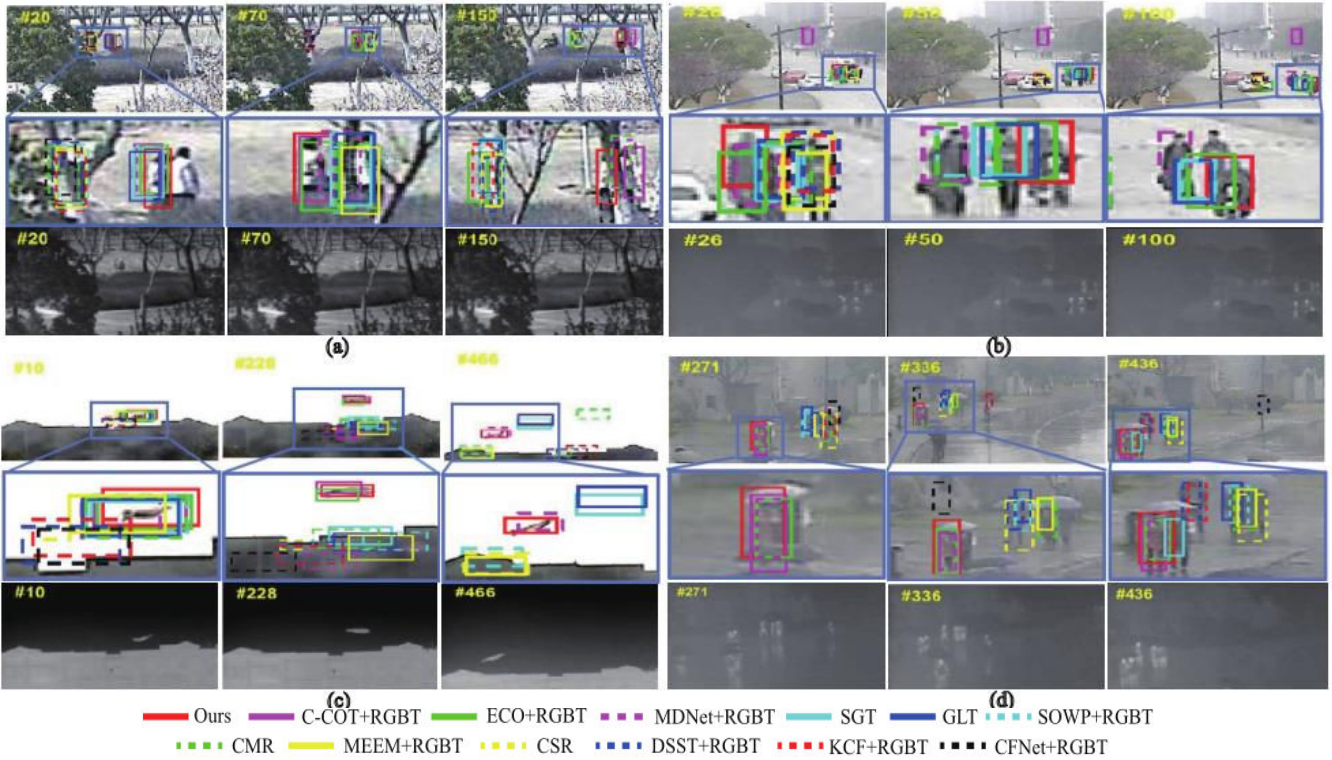 #20 #70 #150 #26 #50 #100
#20 #70 #150 #26 #50 #100
(a) (b)
#10 #228 #466 #271 #336 #436
#10 #228 #466 #271 #336 #436
(c) (d)
Ours C-COT+RGBT ECO+RGBT MDNet+RGBT SGT GLT SOWP+RGBT
CMR MEEM+RGBT CSR DSST+RGBT KCF+RGBT CFNet+RGBT